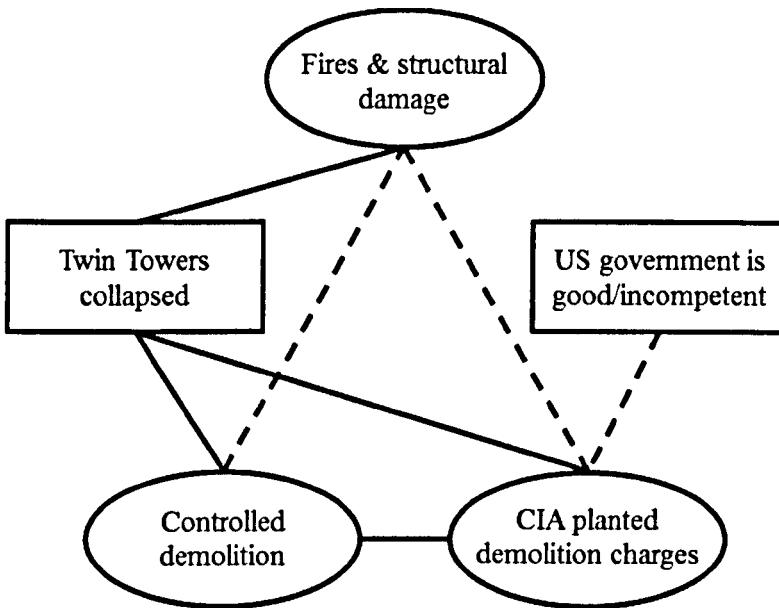 Fires & structural
damage
Twin Towers
collapsed
US government is
good/incompetent
Controlled
demolition
CIA planted
demolition charges